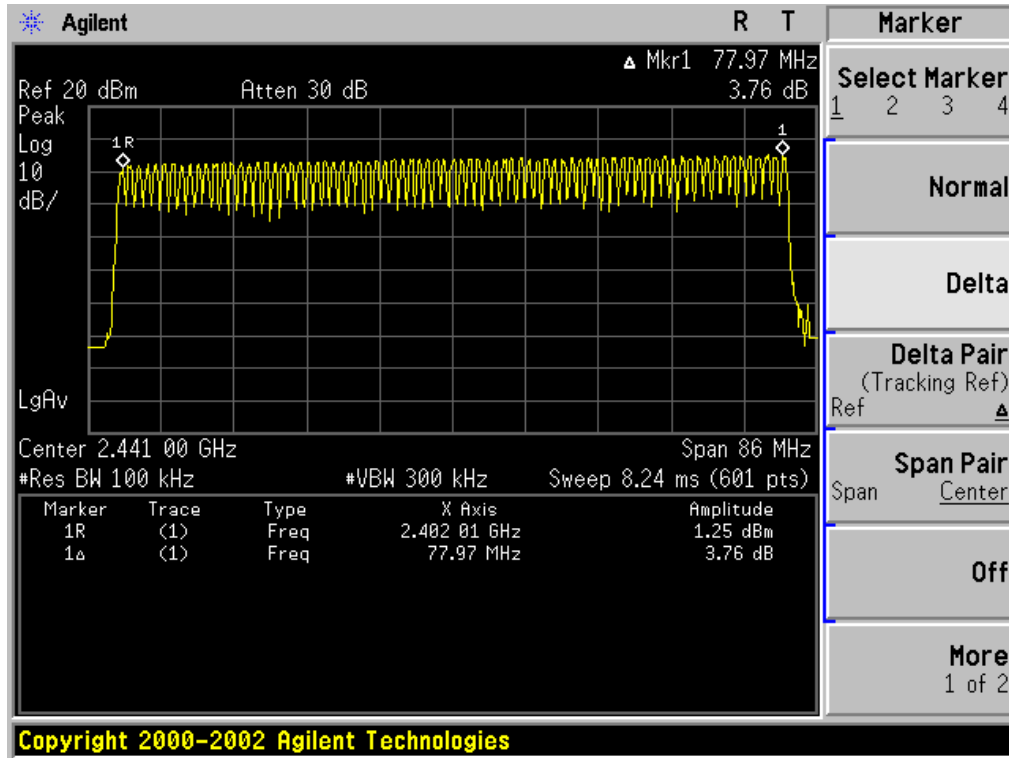 Agilent R T
Marker
Δ Mkr1 77.97 MHz
Ref 20 dBm Atten 30 dB 3.76 dB
Peak
Log
10
dB/
1R
1
LgAv
Center 2.441 00 GHz Span 86 MHz
#Res BW 100 kHz #VBW 300 kHz Sweep 8.24 ms (601 pts)
Marker Trace Type X Axis Amplitude
1R (1) Freq 2.402 01 GHz 1.25 dBm
1Δ (1) Freq 77.97 MHz 3.76 dB
Select Marker
1 2 3 4
Normal
Delta
Delta Pair
(Tracking Ref)
Ref Δ
Span Pair
Span Center
Off
More
1 of 2
Copyright 2000-2002 Agilent Technologies